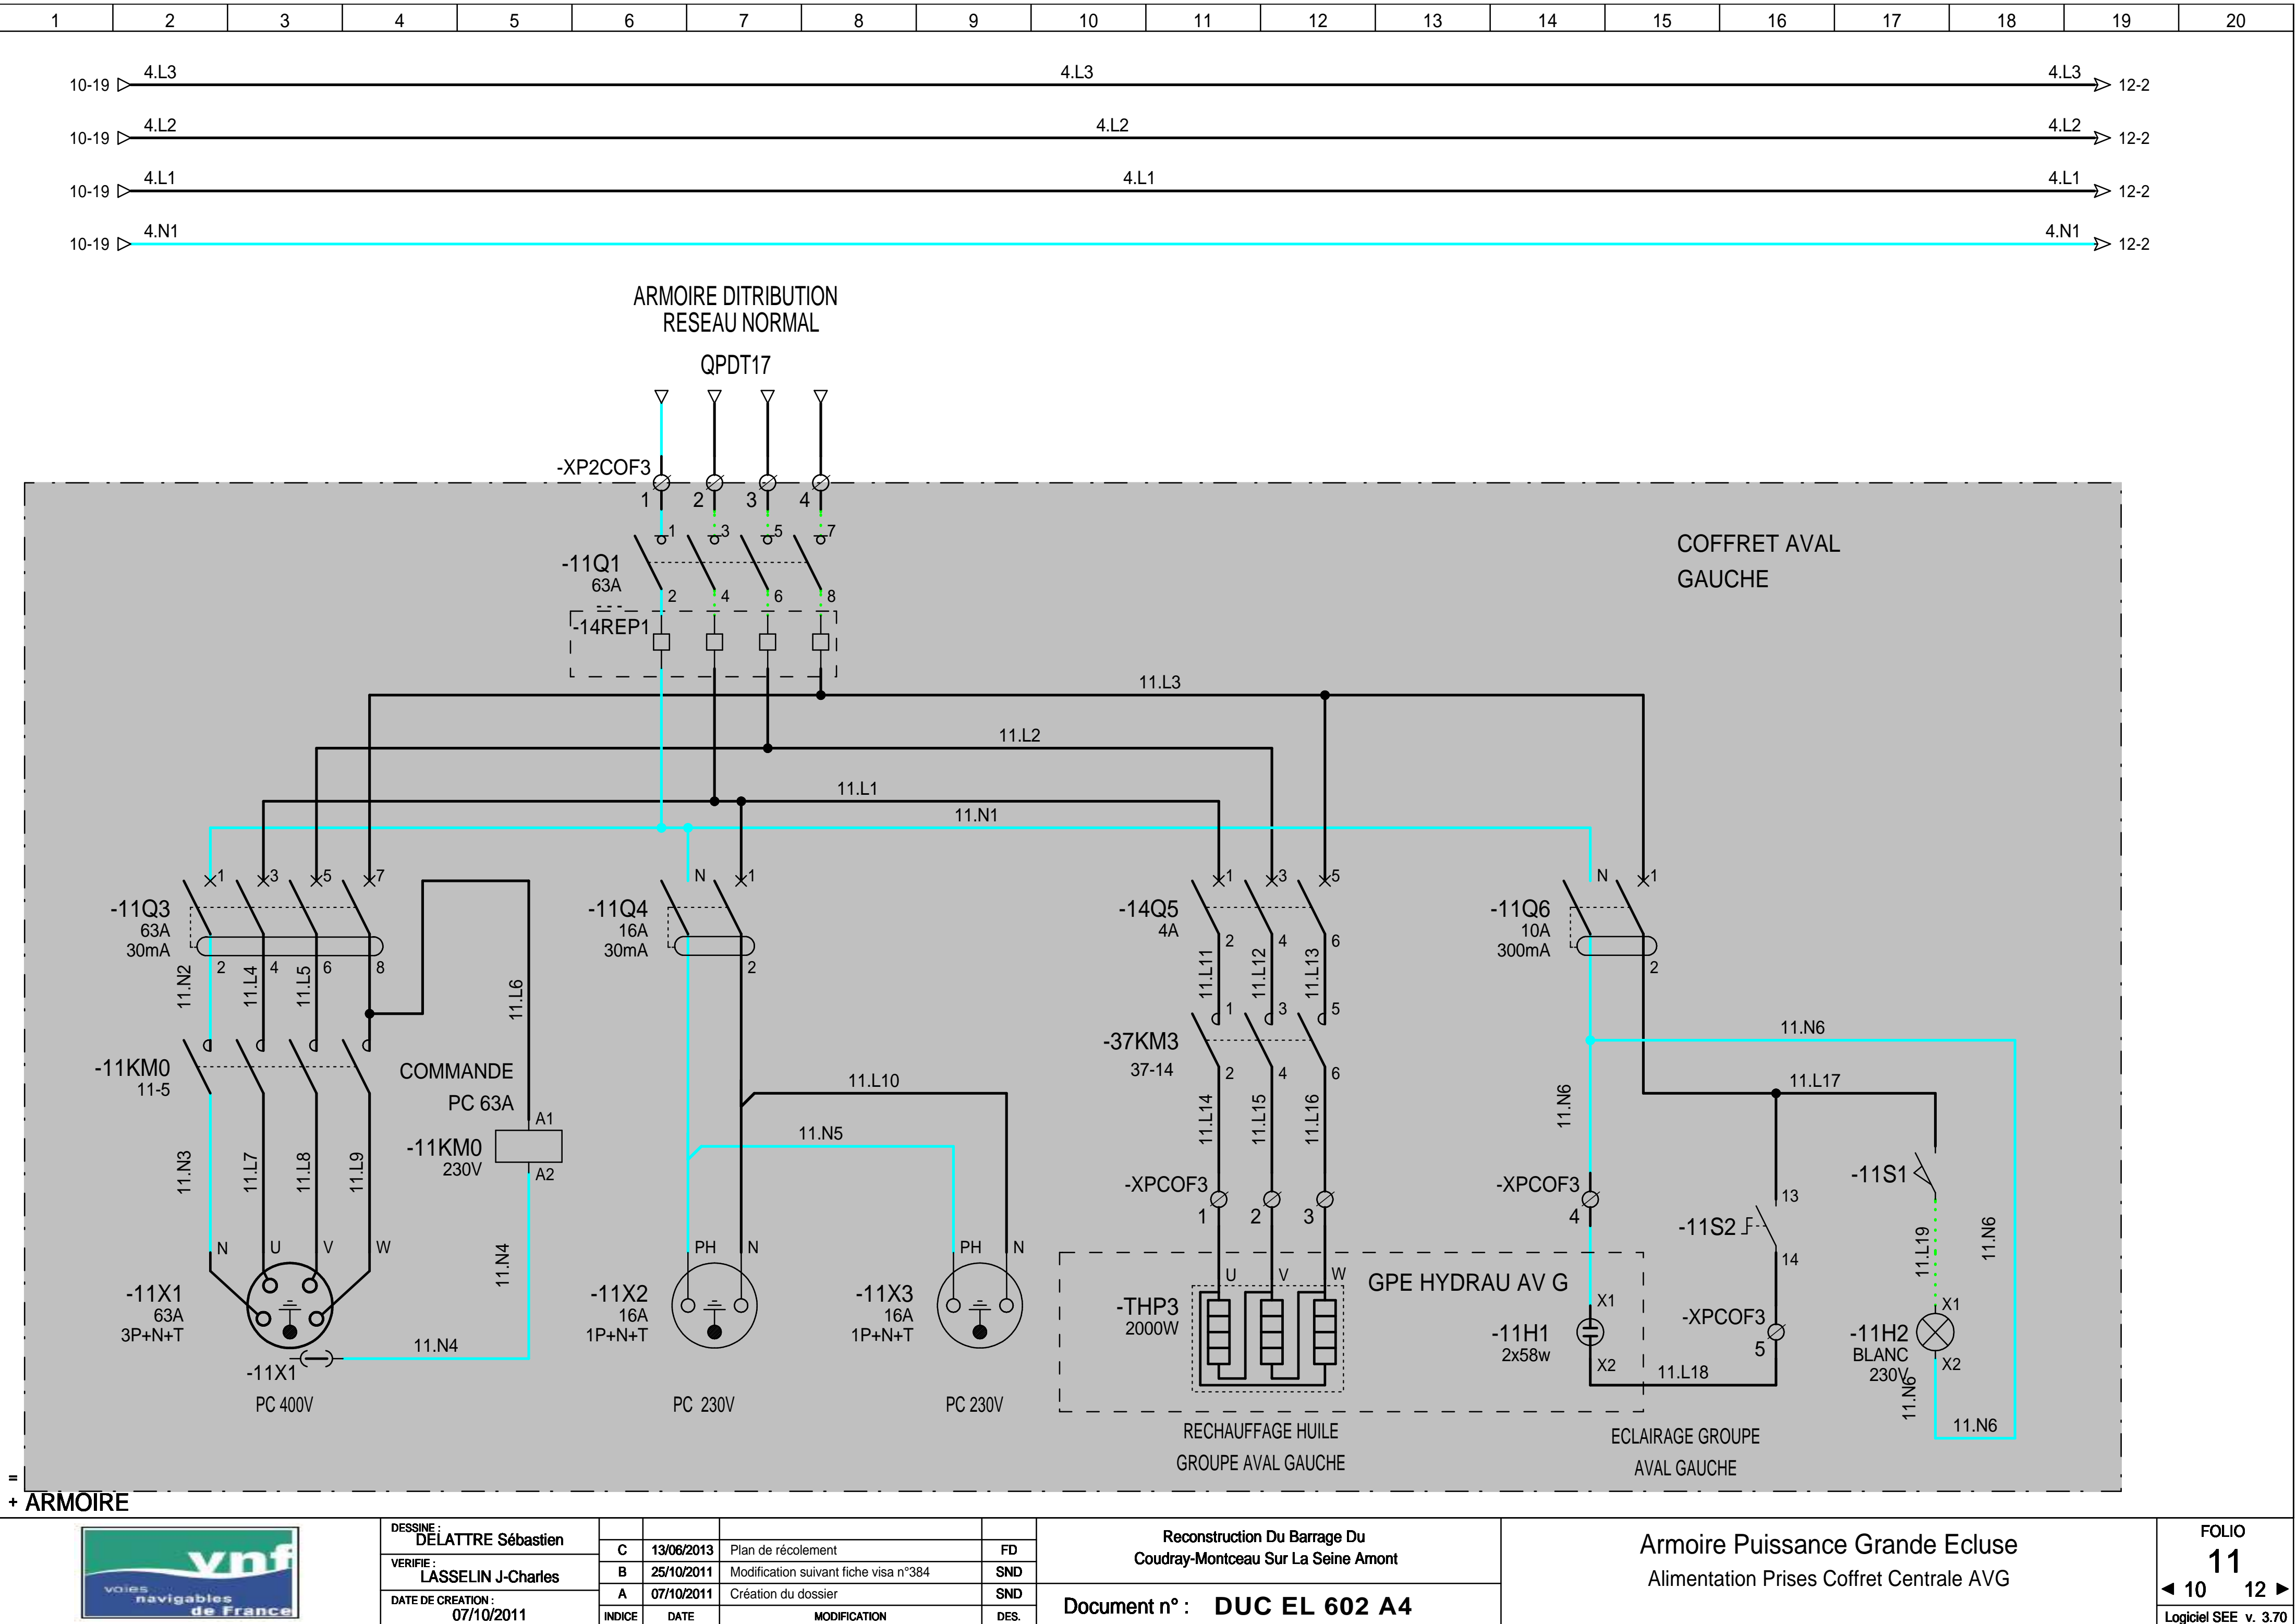 1 2 3 4 5 6 7 8 9 10 11 12 13 14 15 16 17 18 19 20
10-19 4.L3 4.L3 4.L3 12-2
10-19 4.L2 4.L2 4.L2 12-2
10-19 4.L1 4.L1 4.L1 12-2
10-19 4.N1 4.N1 12-2
ARMOIRE DITRIBUTION
RESEAU NORMAL
QPDT17
-XP2COF3
1 2 3 4
1 3 5 7
-11Q1
63A
2 4 6 8
---
-14REP1
COFFRET AVAL
GAUCHE
11.L3
11.L2
11.L1
11.N1
1 3 5 7
-11Q3
63A
30mA
2 4 6 8
11.N2 11.L4 11.L5 11.L6
-11KM0
11-5
COMMANDE
PC 63A
A1
-11KM0
230V
A2
11.N3 11.L7 11.L8 11.L9
11.N4
N U V W
-11X1
63A
3P+N+T
11.N4
-11X1
PC 400V
N 1
-11Q4
16A
30mA
2
11.L10
11.N5
PH N
-11X2
16A
1P+N+T
PC 230V
PH N
-11X3
16A
1P+N+T
PC 230V
1 3 5
-14Q5
4A
2 4 6
11.L11 11.L12 11.L13
1 3 5
-37KM3
37-14
2 4 6
11.L14 11.L15 11.L16
-XPCOF3
1 2 3
U V W
GPE HYDRAU AV G
-THP3
2000W
RECHAUFFAGE HUILE
GROUPE AVAL GAUCHE
N 1
-11Q6
10A
300mA
2
11.N6
11.N6
11.L17
-XPCOF3
4
X1
-11H1
2x58w
X2
11.L18
13
-11S2
14
-XPCOF3
5
ECLAIRAGE GROUPE
AVAL GAUCHE
-11S1
11.L19
11.N6
X1
-11H2
BLANC
230V
X2
11.N6
11.N6
=
+ ARMOIRE
vnf
voies
navigables
de France
DESSINE :
DELATTRE Sébastien
VERIFIE :
LASSELIN J-Charles
DATE DE CREATION :
07/10/2011
C 13/06/2013 Plan de récolement FD
B 25/10/2011 Modification suivant fiche visa n°384 SND
A 07/10/2011 Création du dossier SND
INDICE DATE MODIFICATION DES.
Reconstruction Du Barrage Du
Coudray-Montceau Sur La Seine Amont
Document n° : DUC EL 602 A4
Armoire Puissance Grande Ecluse
Alimentation Prises Coffret Centrale AVG
FOLIO
11
10 12
Logiciel SEE v. 3.70